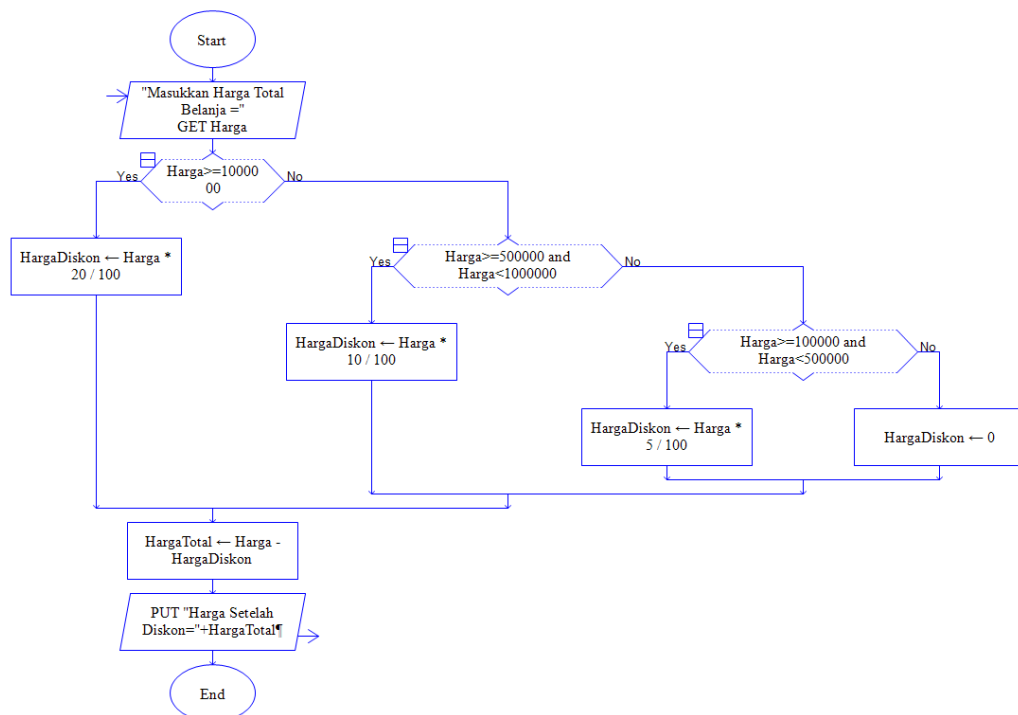 Start
"Masukkan Harga Total
Belanja ="
GET Harga
Harga>=10000
00
Yes
No
HargaDiskon ← Harga *
20 / 100
Harga>=500000 and
Harga<1000000
Yes
No
HargaDiskon ← Harga *
10 / 100
Harga>=100000 and
Harga<500000
Yes
No
HargaDiskon ← Harga *
5 / 100
HargaDiskon ← 0
HargaTotal ← Harga -
HargaDiskon
PUT "Harga Setelah
Diskon="+HargaTotal¶
End